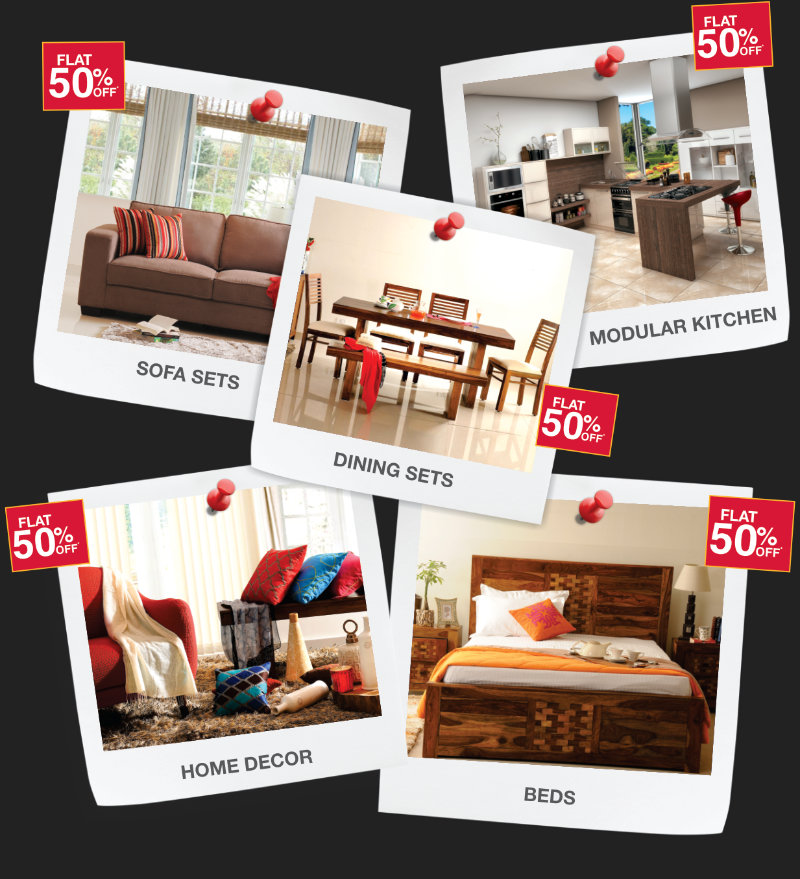 FLAT
50% OFF*
FLAT
50% OFF*
SOFA SETS
MODULAR KITCHEN
FLAT
50% OFF*
DINING SETS
FLAT
50% OFF*
FLAT
50% OFF*
HOME DECOR
BEDS